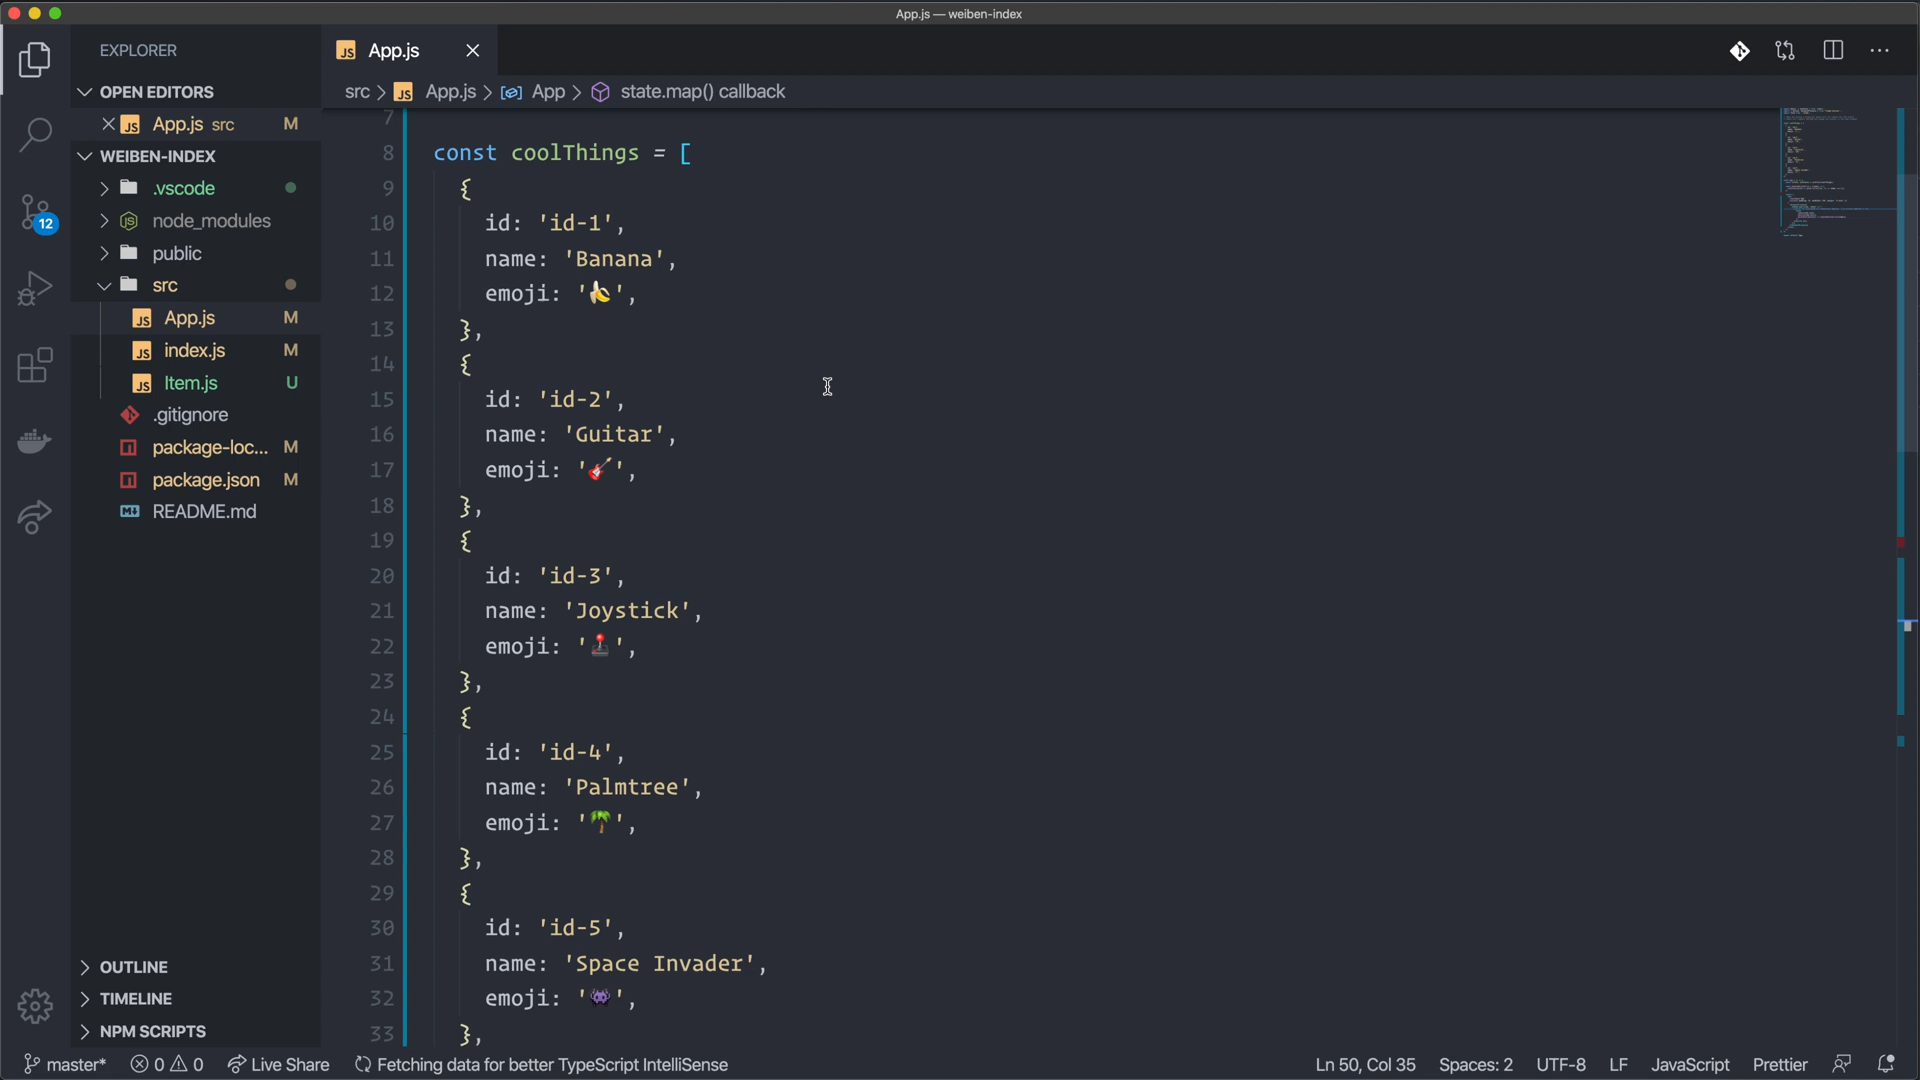 App.js — weiben-index
EXPLORER
OPEN EDITORS
App.js src M
WEIBEN-INDEX
.vscode
node_modules
public
src
App.js M
index.js M
Item.js U
.gitignore
package-loc... M
package.json M
README.md
OUTLINE
TIMELINE
NPM SCRIPTS
12
JS App.js
src > JS App.js > App > state.map() callback
7
8 const coolThings = [
9 {
10 id: 'id-1',
11 name: 'Banana',
12 emoji: '🍌',
13 },
14 {
15 id: 'id-2',
16 name: 'Guitar',
17 emoji: '🎸',
18 },
19 {
20 id: 'id-3',
21 name: 'Joystick',
22 emoji: '🕹️',
23 },
24 {
25 id: 'id-4',
26 name: 'Palmtree',
27 emoji: '🌴',
28 },
29 {
30 id: 'id-5',
31 name: 'Space Invader',
32 emoji: '👾',
33 },
master* 0 0 Live Share Fetching data for better TypeScript IntelliSense Ln 50, Col 35 Spaces: 2 UTF-8 LF JavaScript Prettier